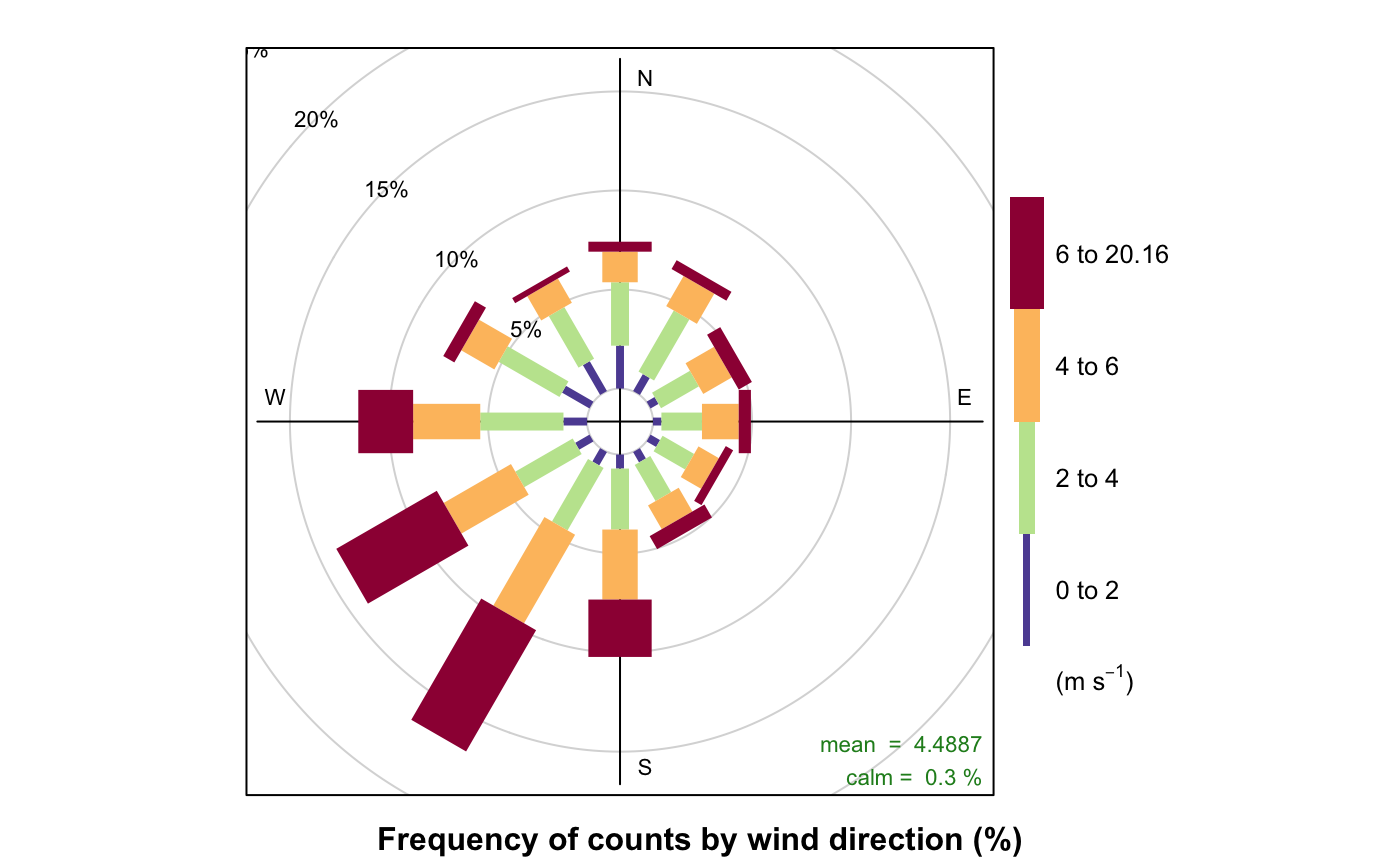 %
N
20%
15%
10%
5%
W
E
S
6 to 20.16
4 to 6
2 to 4
0 to 2
(m s⁻¹)
mean = 4.4887
calm = 0.3 %
Frequency of counts by wind direction (%)